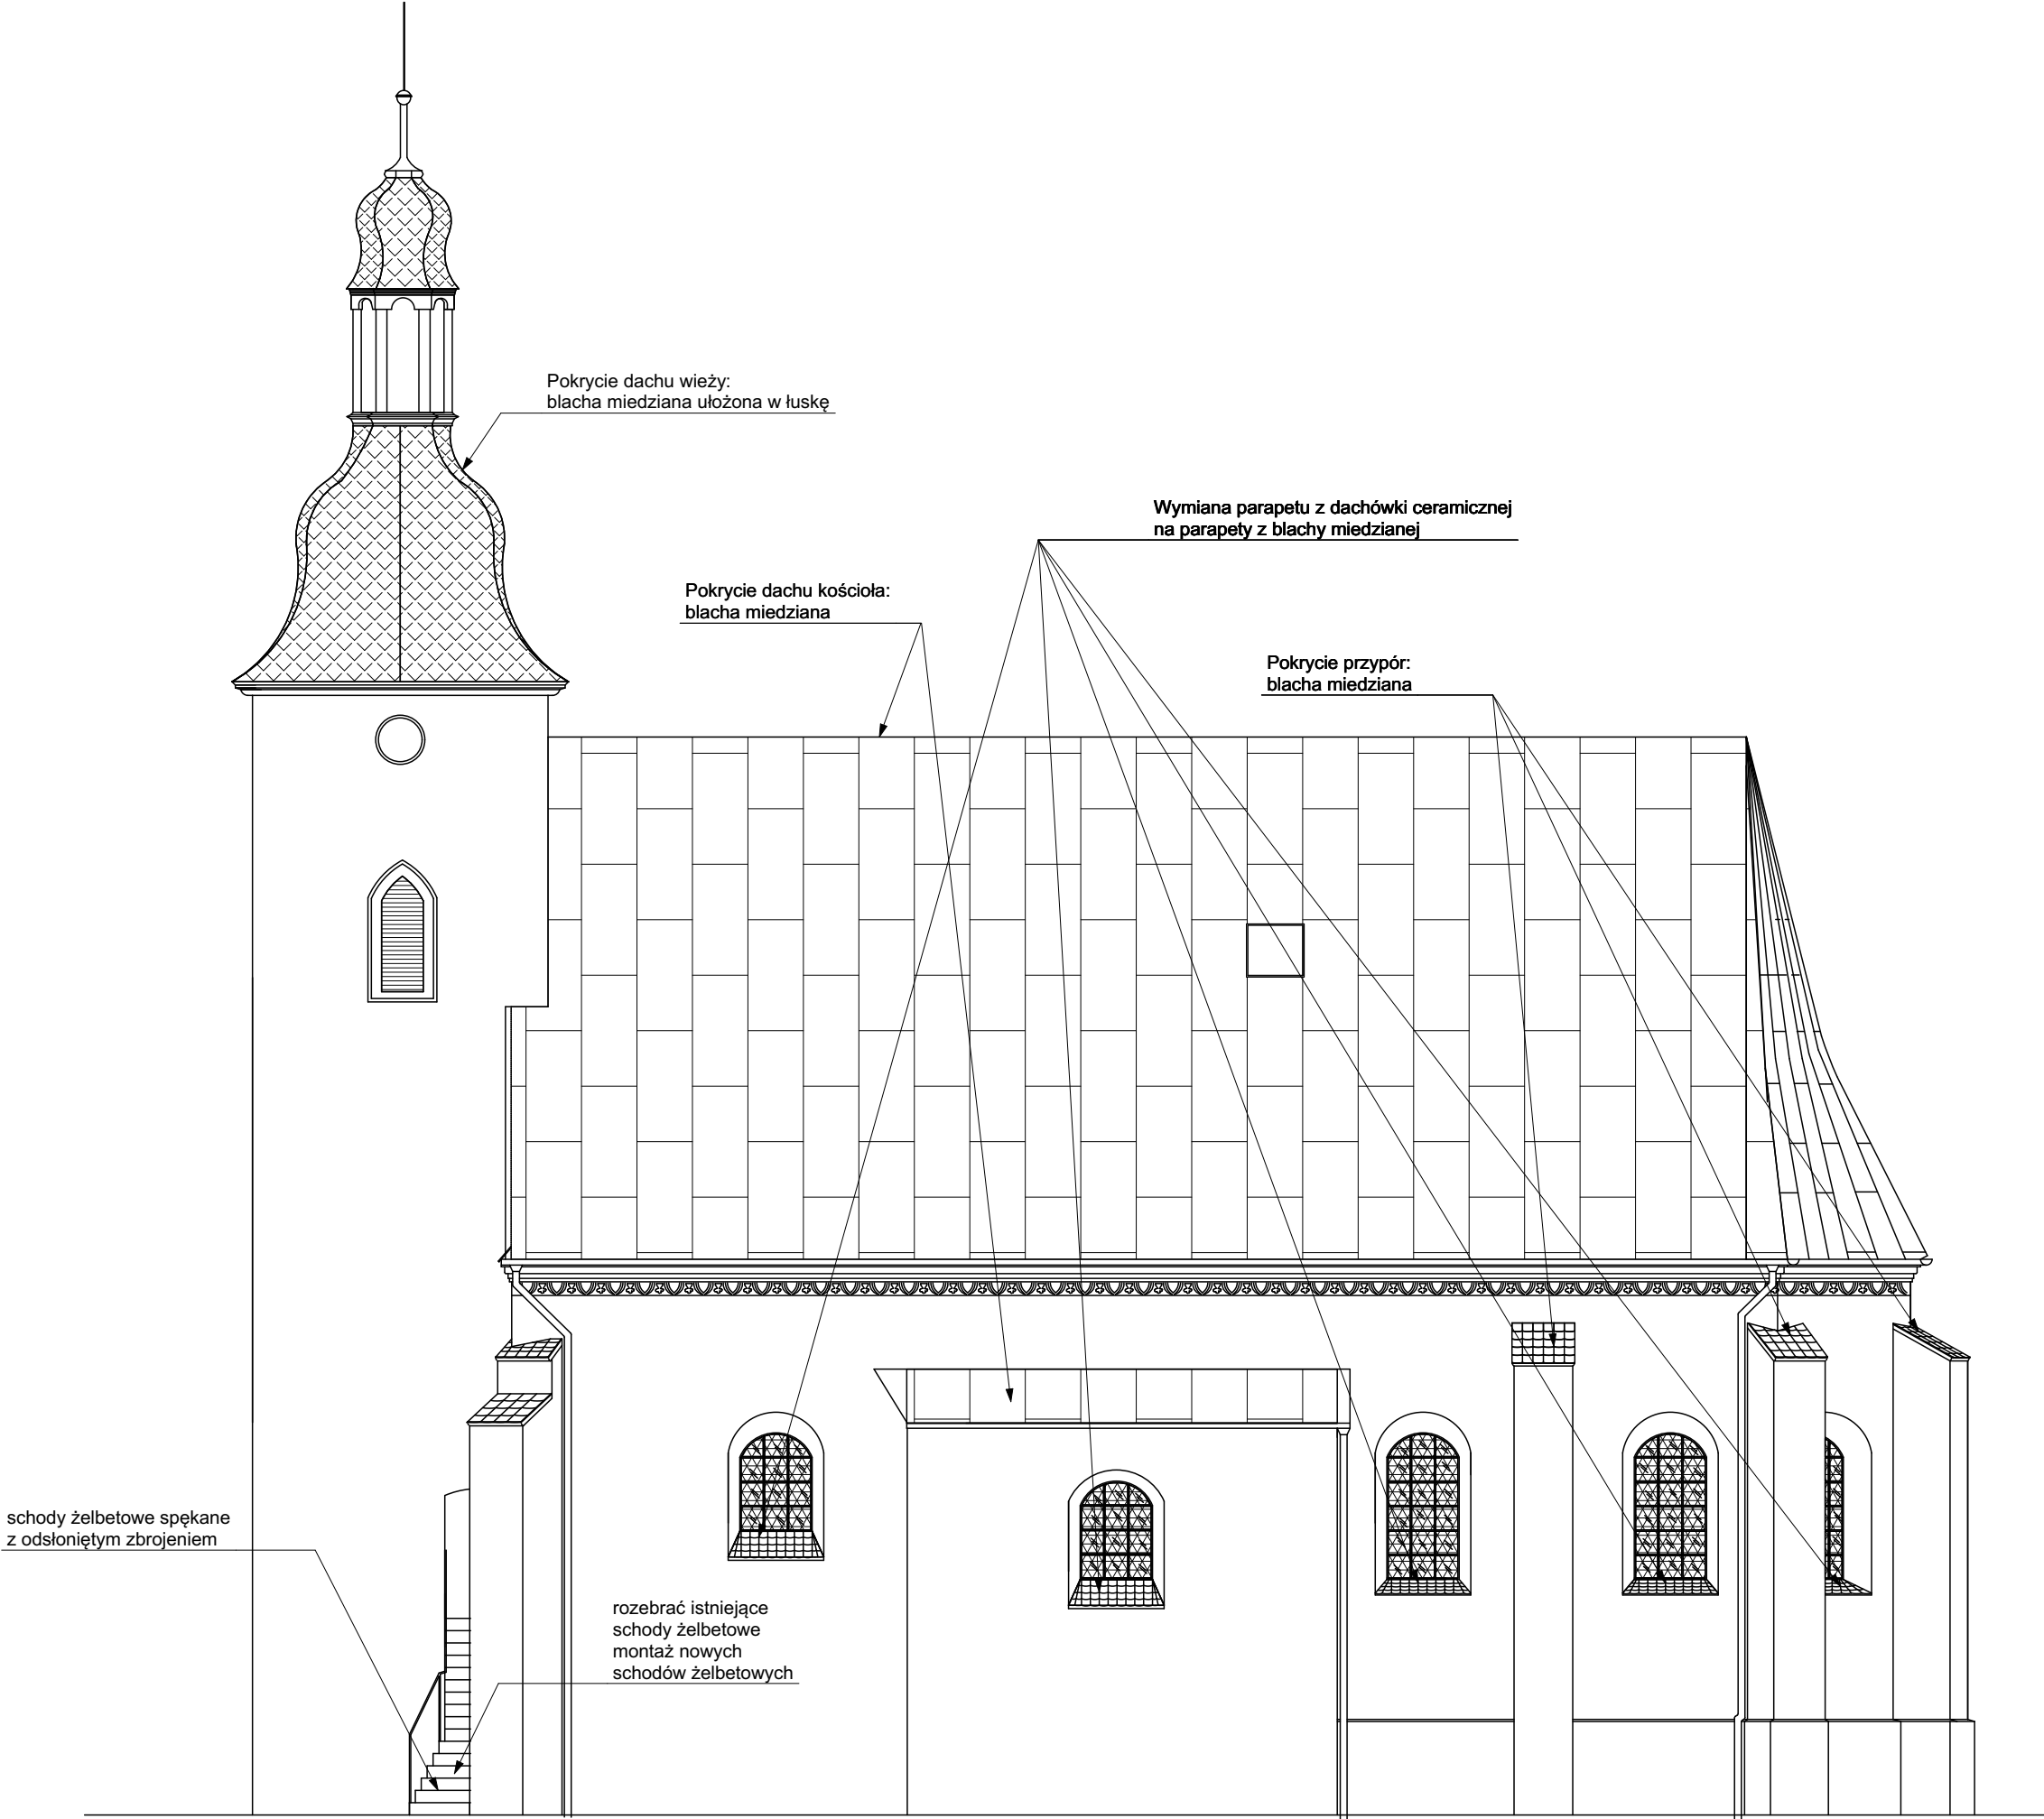 Pokrycie dachu wieży:
blacha miedziana ułożona w łuskę
Wymiana parapetu z dachówki ceramicznej
na parapety z blachy miedzianej
Pokrycie dachu kościoła:
blacha miedziana
Pokrycie przypór:
blacha miedziana
schody żelbetowe spękane
z odsłoniętym zbrojeniem
rozebrać istniejące
schody żelbetowe
montaż nowych
schodów żelbetowych